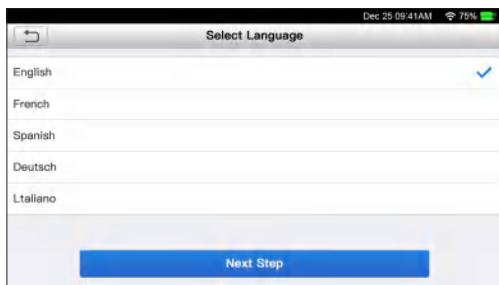 Dec 25 09:41AM 75%
Select Language
English
French
Spanish
Deutsch
Ltaliano
Next Step